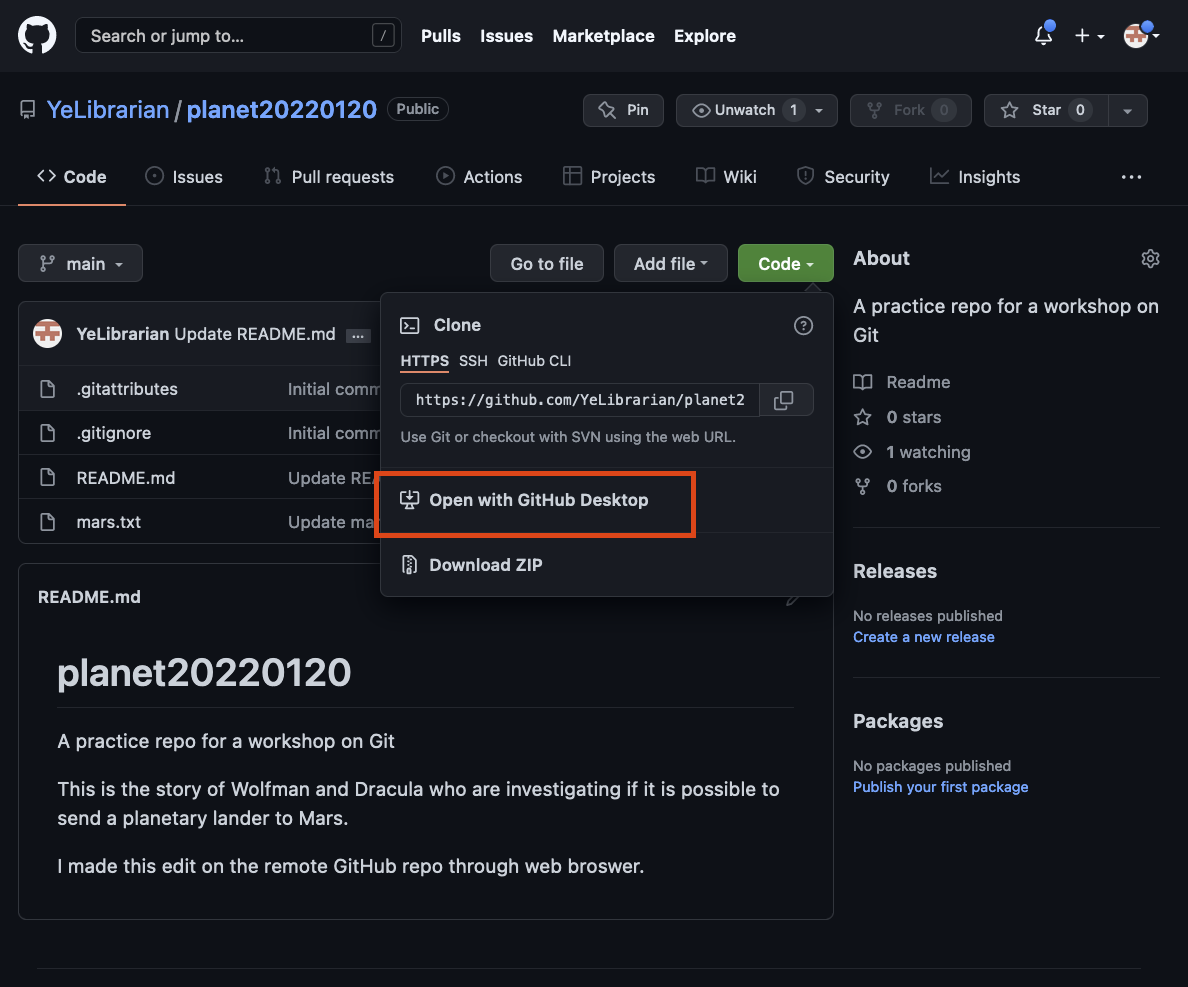 Search or jump to... / Pulls Issues Marketplace Explore
YeLibrarian / planet20220120 Public Pin Unwatch 1 Fork 0 Star 0
Code Issues Pull requests Actions Projects Wiki Security Insights ...
main Go to file Add file Code
YeLibrarian Update README.md ...
.gitattributes Initial comm
.gitignore Initial comm
README.md Update REA
mars.txt Update ma
Clone ?
HTTPS SSH GitHub CLI
https://github.com/YeLibrarian/planet2
Use Git or checkout with SVN using the web URL.
Open with GitHub Desktop
Download ZIP
README.md
planet20220120
A practice repo for a workshop on Git
This is the story of Wolfman and Dracula who are investigating if it is possible to
send a planetary lander to Mars.
I made this edit on the remote GitHub repo through web broswer.
About
A practice repo for a workshop on
Git
Readme
0 stars
1 watching
0 forks
Releases
No releases published
Create a new release
Packages
No packages published
Publish your first package